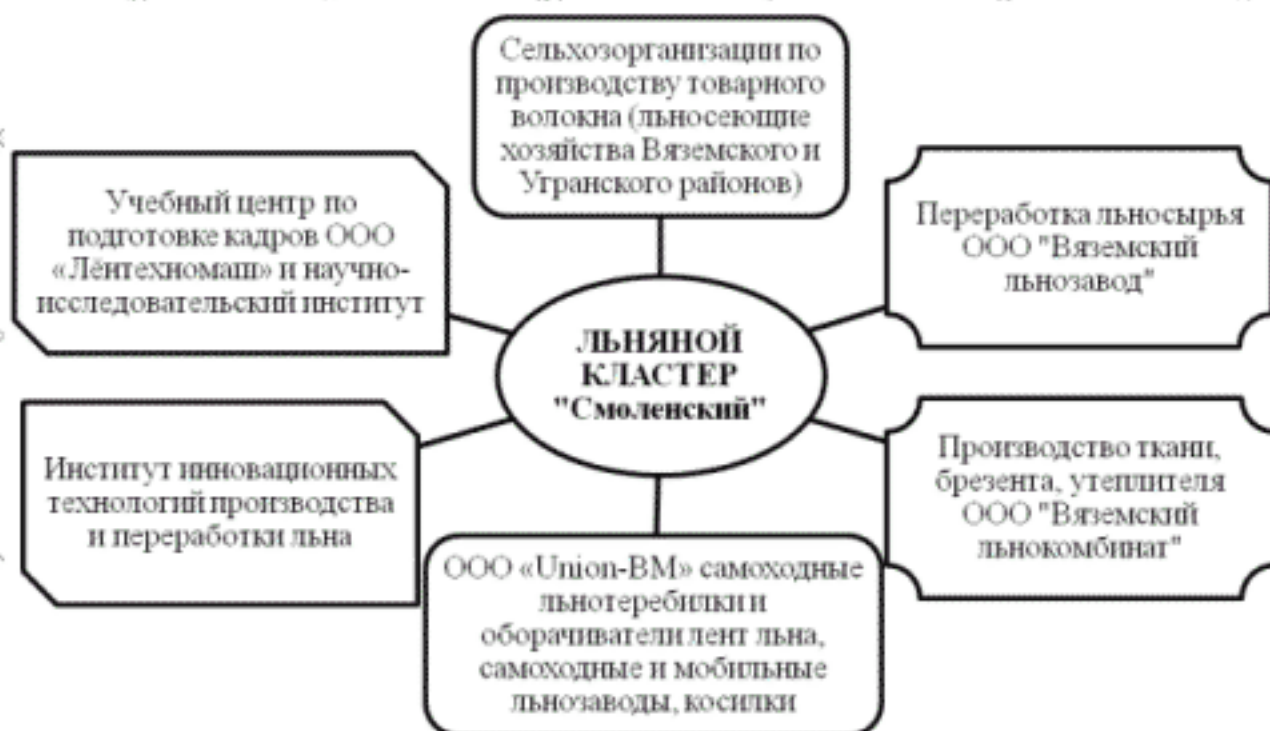 Сельхозорганизации по
производству товарного
волокна (льносеющие
хозяйства Вяземского и
Угранского районов)
Учебный центр по
подготовке кадров ООО
«Лёнтехномаш» и научно-
исследовательский институт
Переработка льносырья
ООО "Вяземский
льнозавод"
ЛЬНЯНОЙ
КЛАСТЕР
"Смоленский"
Институт инновационных
технологий производства
и переработки льна
Производство ткани,
брезента, утеплителя
ООО "Вяземский
льнокомбинат"
ООО «Union-BM» самоходные
льнотеребилки и
оборачиватели лент льна,
самоходные и мобильные
льнозаводы, косилки